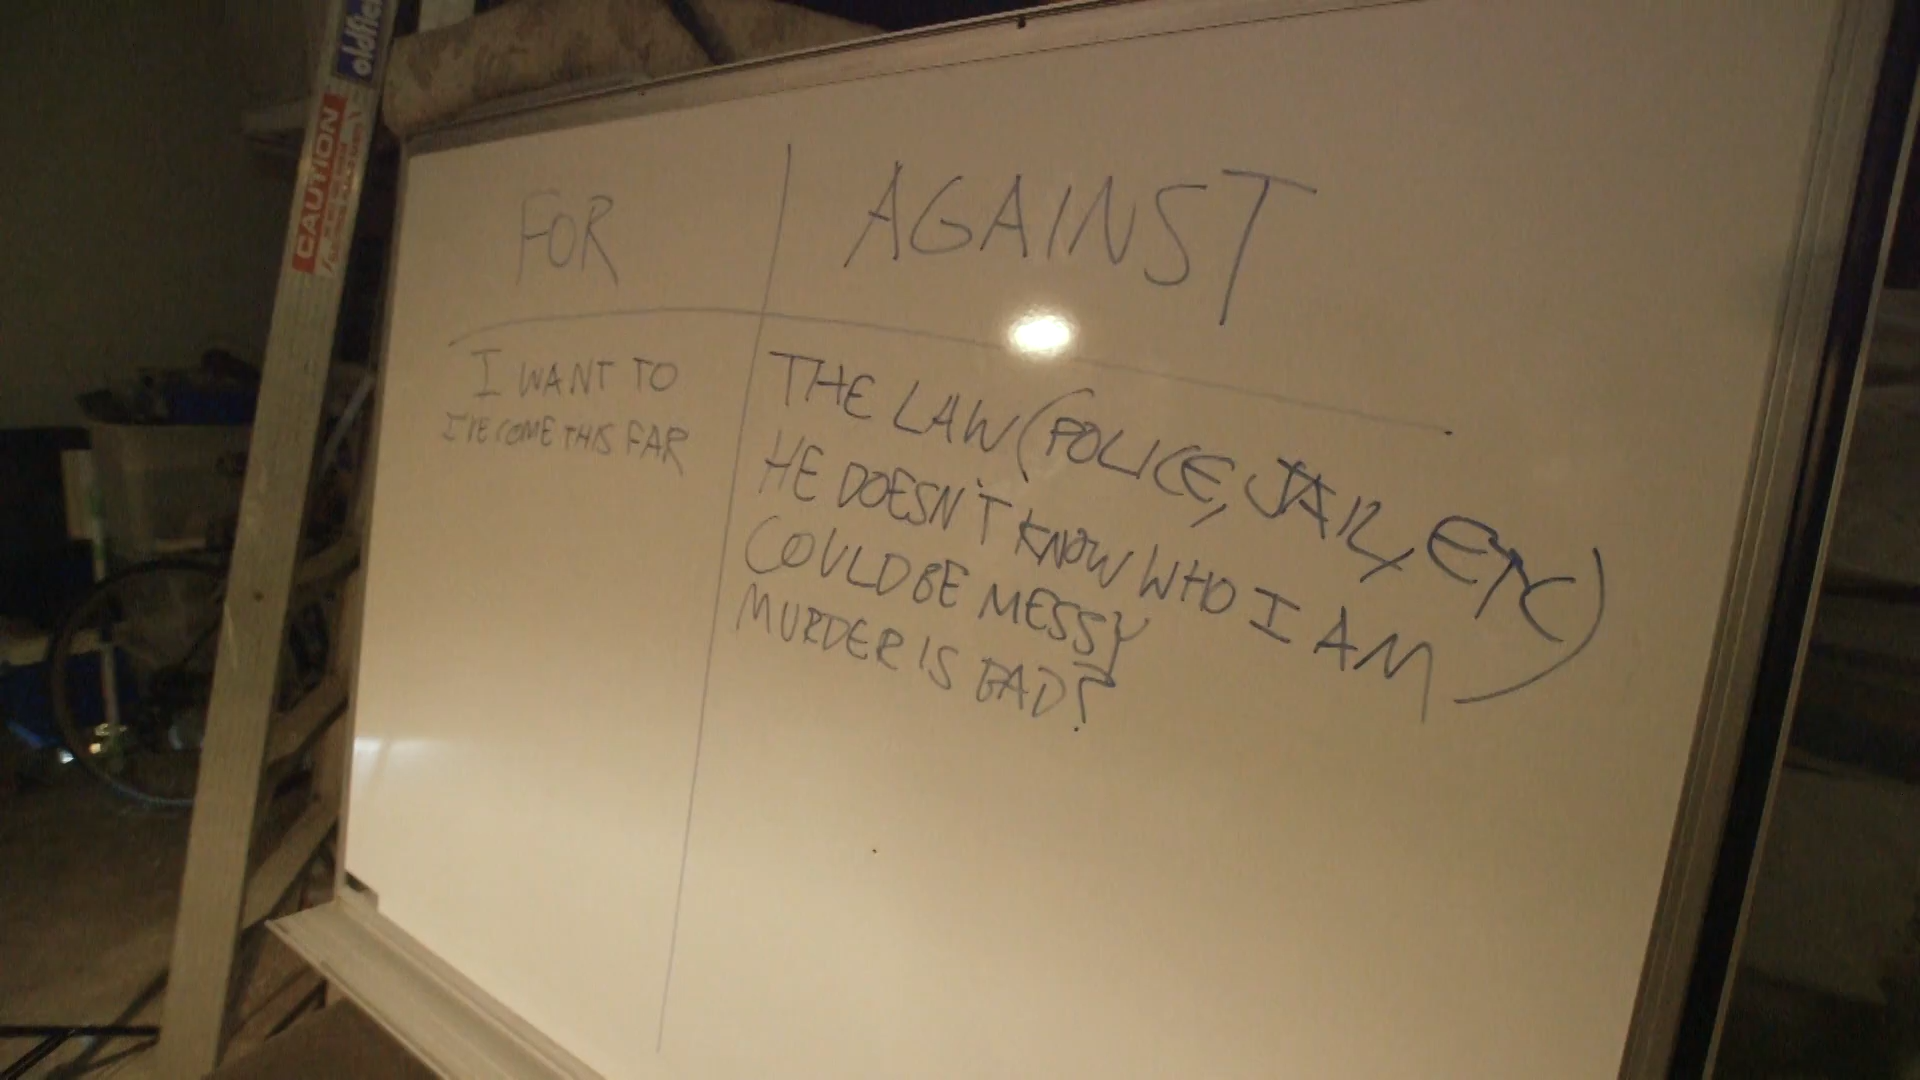 oldfie
CAUTION
FOR
AGAINST
I WANT TO
I'VE COME THIS FAR
THE LAW (POLICE, JAIL, ETC)
HE DOESN'T KNOW WHO I AM
COULD BE MESSY
MURDER IS BAD?